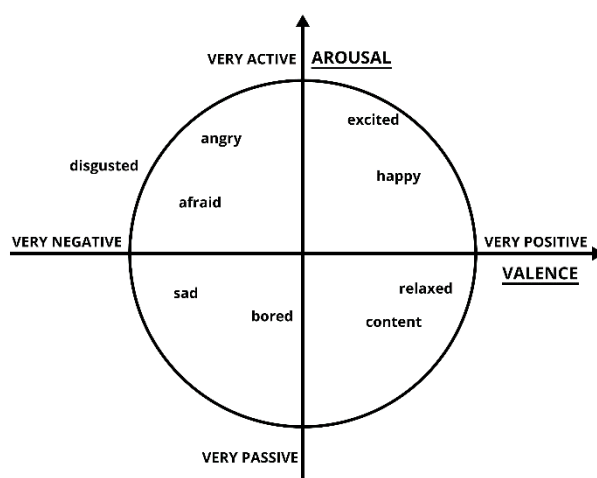 VERY ACTIVE AROUSAL
excited
angry
disgusted
happy
afraid
VERY NEGATIVE VERY POSITIVE
VALENCE
sad relaxed
bored content
VERY PASSIVE